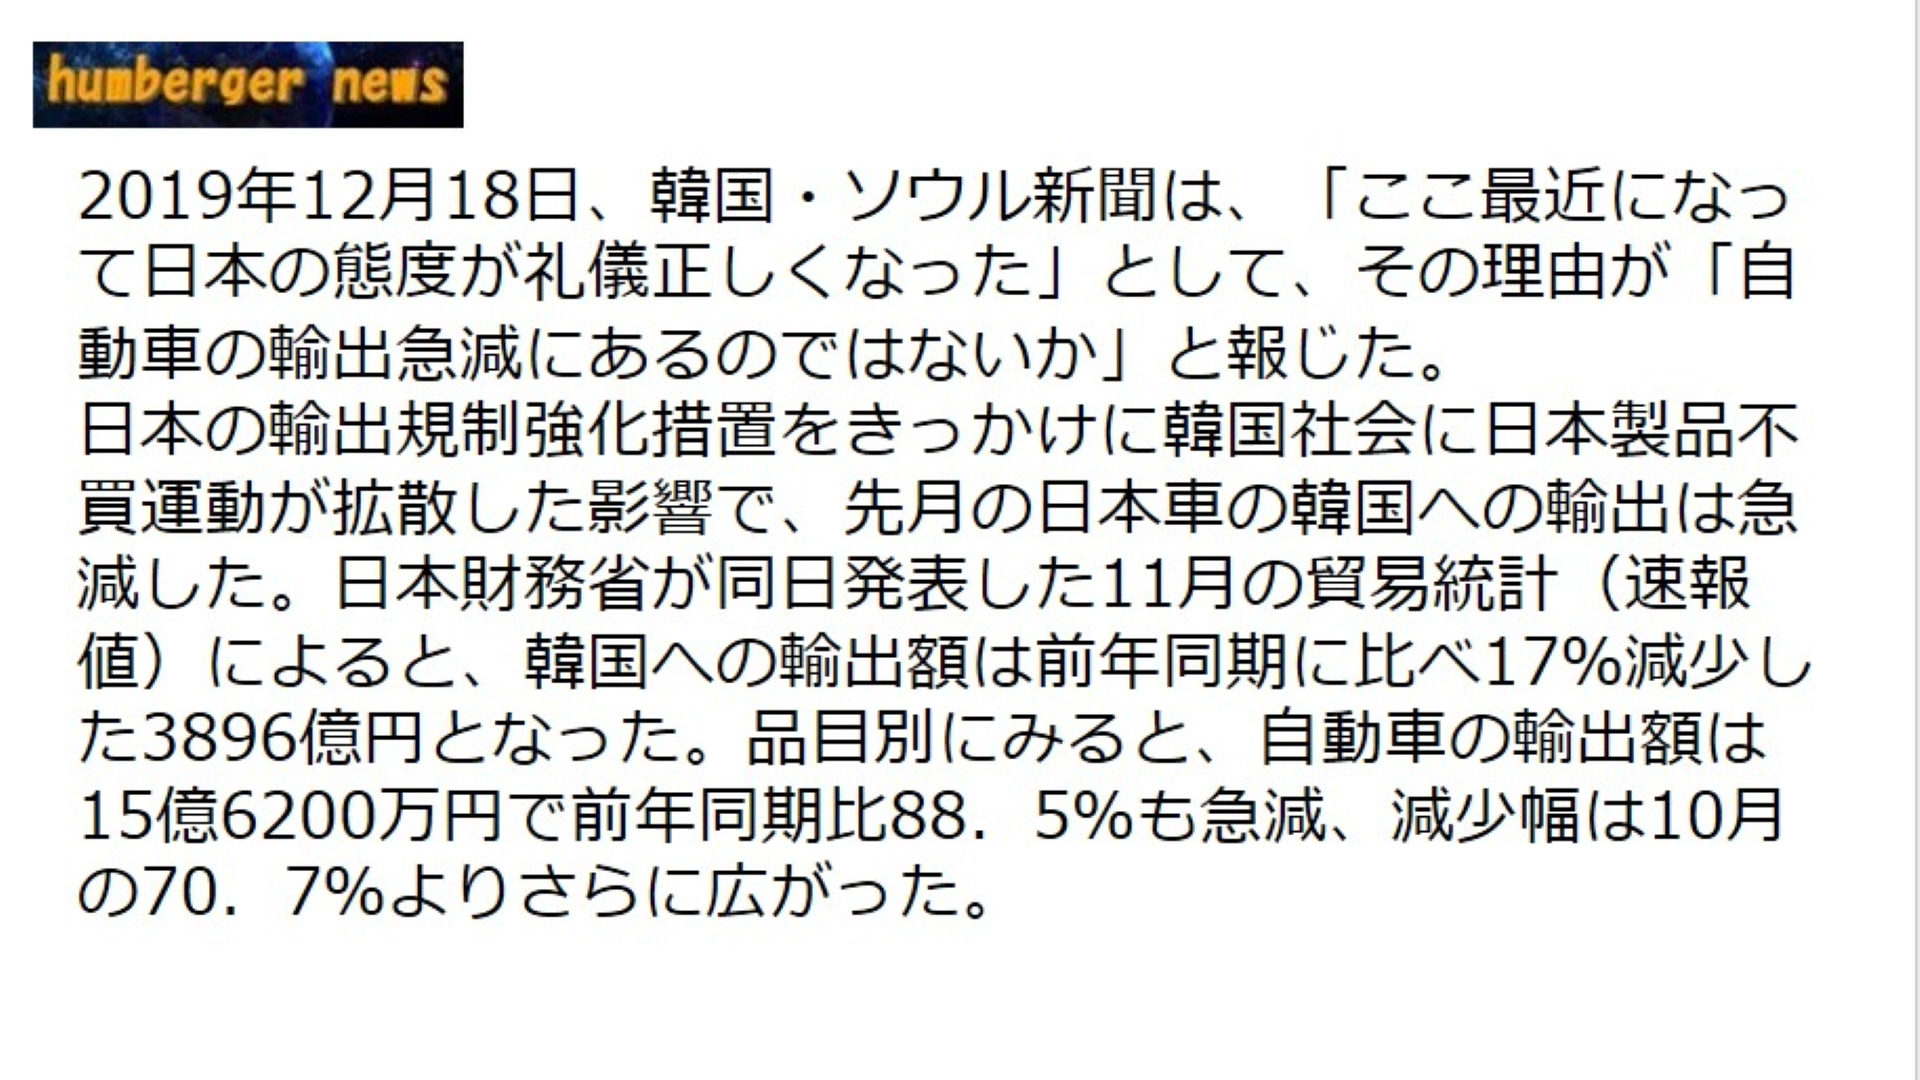 humberger news
2019年12月18日、韓国・ソウル新聞は、「ここ最近になっ
て日本の態度が礼儀正しくなった」として、その理由が「自
動車の輸出急減にあるのではないか」と報じた。
日本の輸出規制強化措置をきっかけに韓国社会に日本製品不
買運動が拡散した影響で、先月の日本車の韓国への輸出は急
減した。日本財務省が同日発表した11月の貿易統計（速報
値）によると、韓国への輸出額は前年同期に比べ17%減少し
た3896億円となった。品目別にみると、自動車の輸出額は
15億6200万円で前年同期比88．5%も急減、減少幅は10月
の70．7%よりさらに広がった。